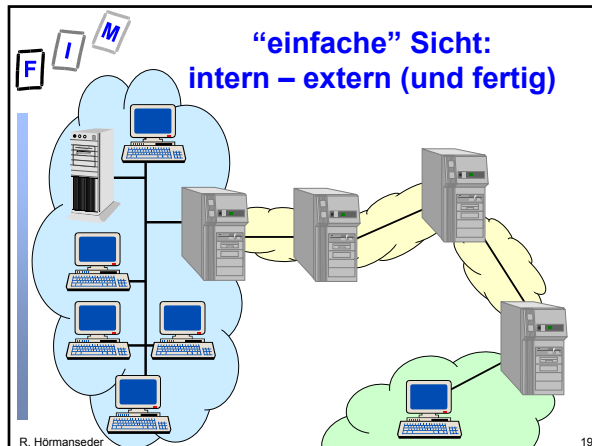 F I M
“einfache” Sicht:
intern – extern (und fertig)
R. Hörmanseder
19